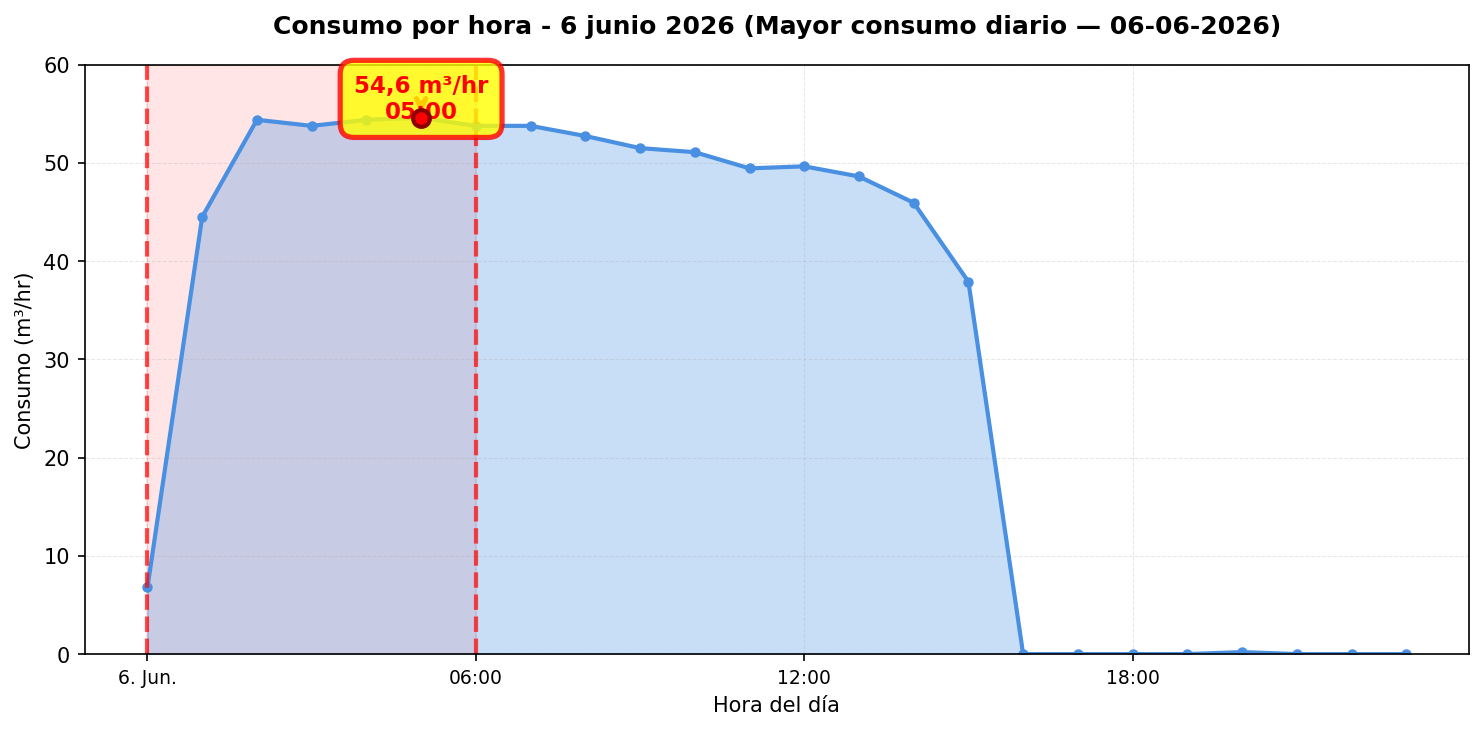 Consumo por hora - 6 junio 2026 (Mayor consumo diario — 06-06-2026)
54,6 m³/hr
05:00
Consumo (m³/hr)
60
50
40
30
20
10
0
6. Jun.
06:00
12:00
18:00
Hora del día